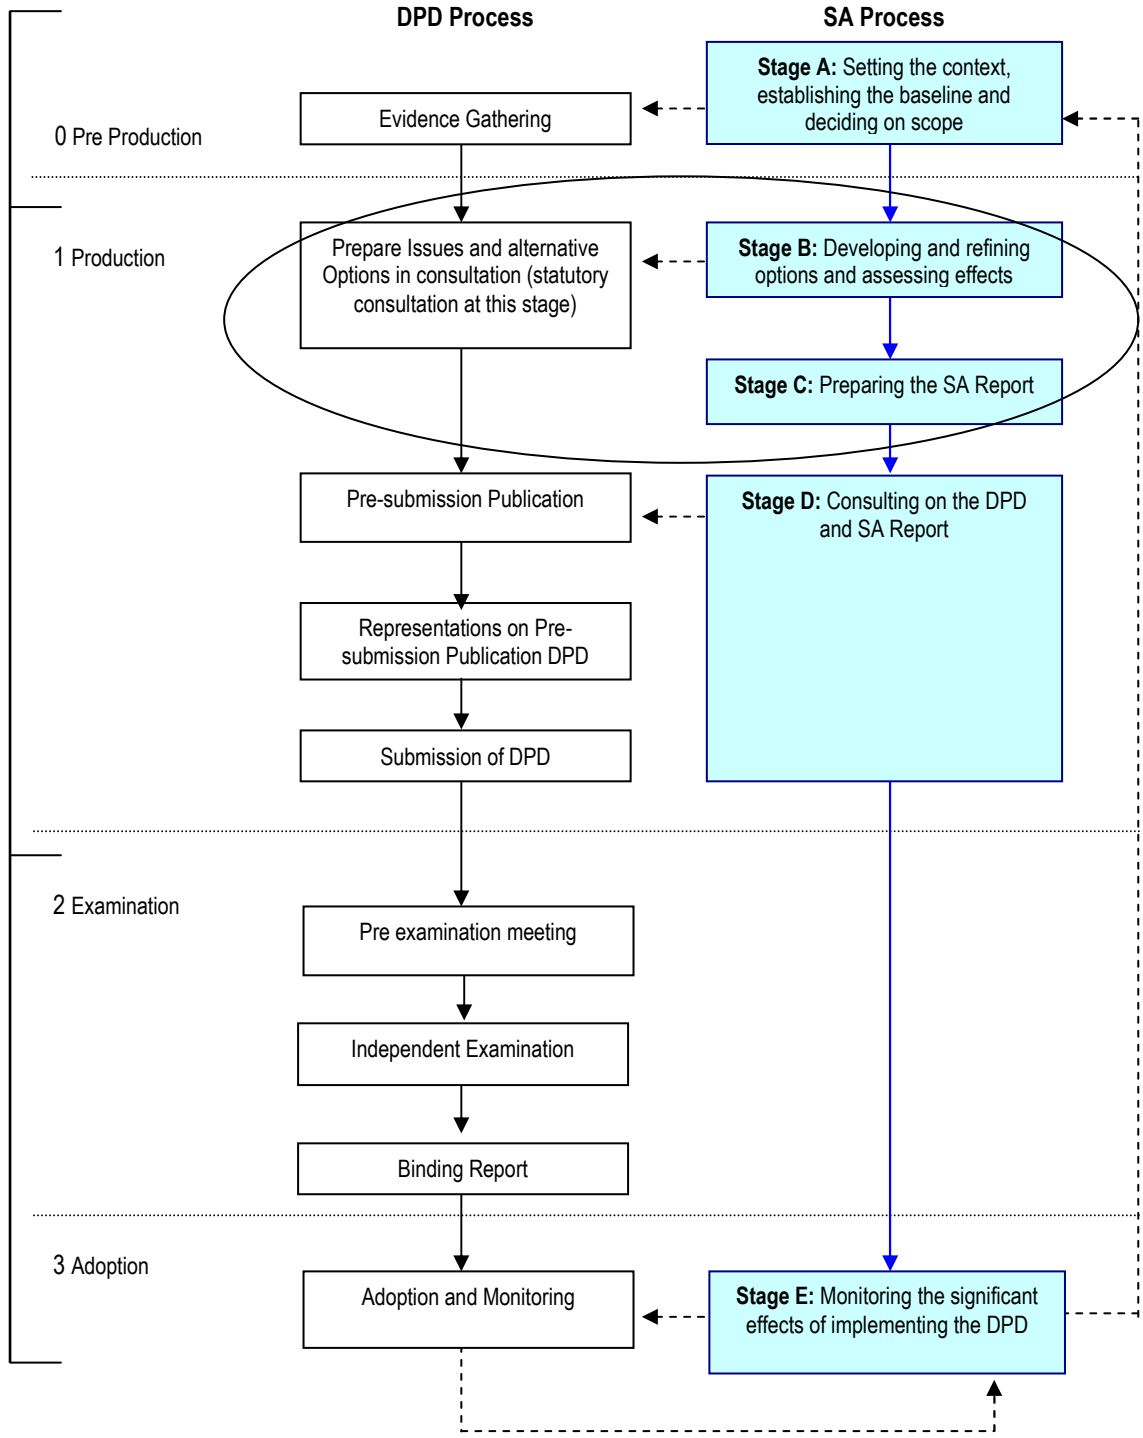 DPD Process
SA Process
Stage A: Setting the context,
establishing the baseline and
deciding on scope
Evidence Gathering
0 Pre Production
1 Production
Prepare Issues and alternative
Options in consultation (statutory
consultation at this stage)
Stage B: Developing and refining
options and assessing effects
Stage C: Preparing the SA Report
Pre-submission Publication
Stage D: Consulting on the DPD
and SA Report
Representations on Pre-
submission Publication DPD
Submission of DPD
2 Examination
Pre examination meeting
Independent Examination
Binding Report
3 Adoption
Adoption and Monitoring
Stage E: Monitoring the significant
effects of implementing the DPD